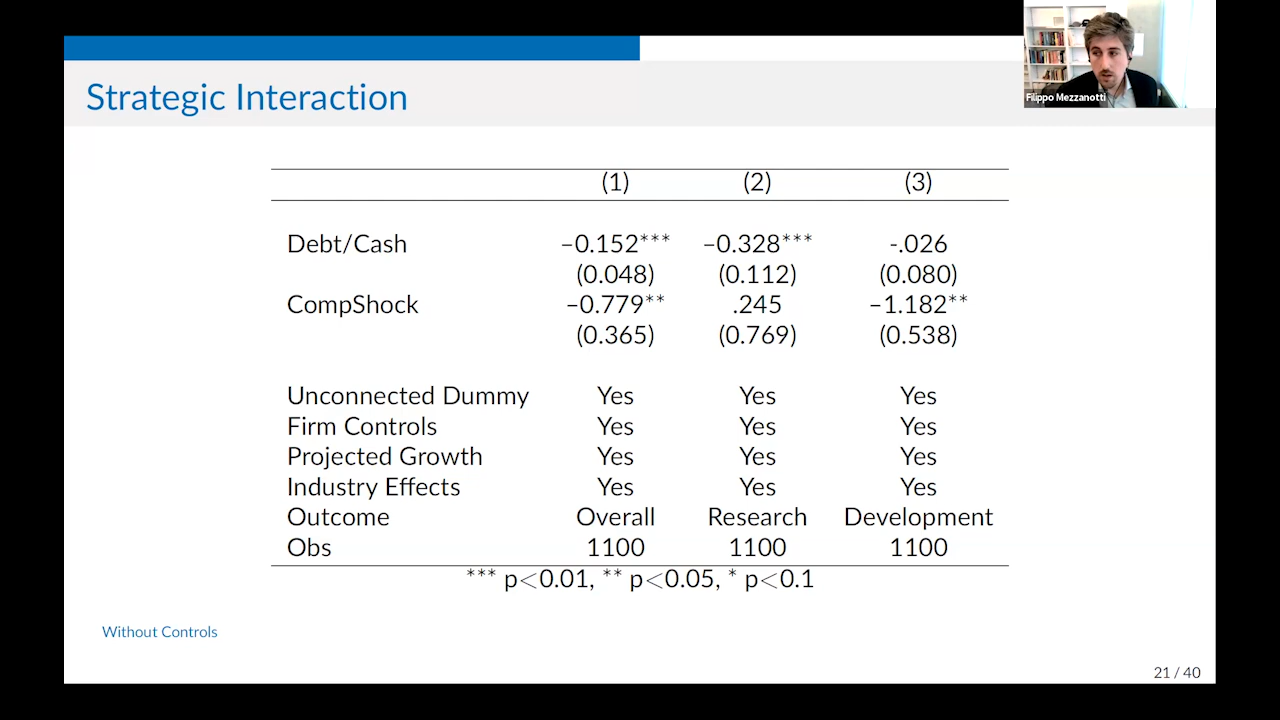 Filippo Mezzanotti
Strategic Interaction
(1) (2) (3)
Debt/Cash –0.152*** –0.328*** -.026
(0.048) (0.112) (0.080)
CompShock –0.779** .245 –1.182**
(0.365) (0.769) (0.538)
Unconnected Dummy Yes Yes Yes
Firm Controls Yes Yes Yes
Projected Growth Yes Yes Yes
Industry Effects Yes Yes Yes
Outcome Overall Research Development
Obs 1100 1100 1100
*** p<0.01, ** p<0.05, * p<0.1
Without Controls
21 / 40